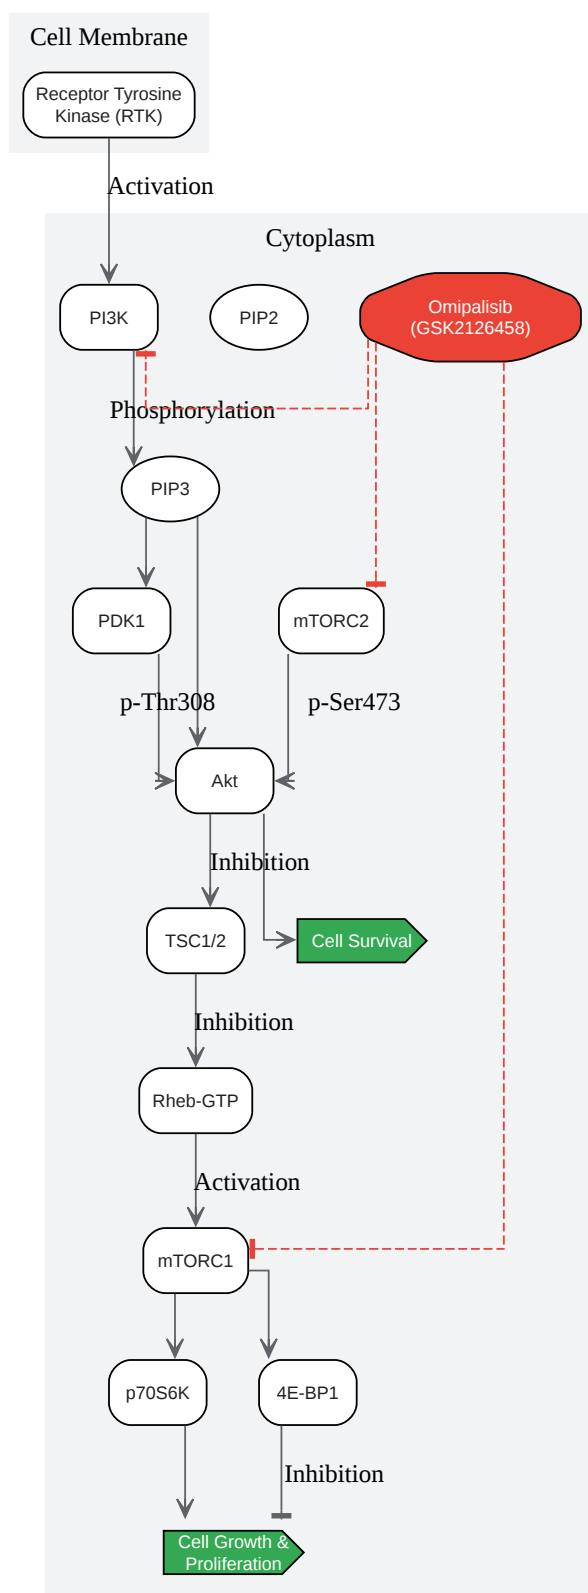 Cell Membrane
Receptor Tyrosine
Kinase (RTK)
Activation
Cytoplasm
PI3K
PIP2
Omipalisib
(GSK2126458)
Phosphorylation
PIP3
PDK1
mTORC2
p-Thr308
p-Ser473
Akt
Inhibition
TSC1/2
Cell Survival
Inhibition
Rheb-GTP
Activation
mTORC1
p70S6K
4E-BP1
Inhibition
Cell Growth &
Proliferation